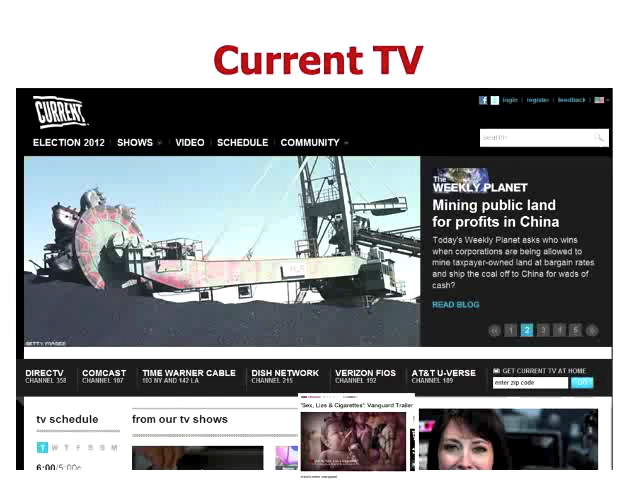 Current TV
CURRENT
login | register | feedback
ELECTION 2012 SHOWS VIDEO SCHEDULE COMMUNITY
search
The
WEEKLY PLANET
Mining public land
for profits in China
Today's Weekly Planet asks who wins
when corporations are being allowed to
mine taxpayer-owned land at bargain rates
and ship the coal off to China for wads of
cash?
READ BLOG
1 2 3 4 5
GETTY IMAGES
DIRECTV COMCAST TIME WARNER CABLE DISH NETWORK VERIZON FIOS AT&T U-VERSE GET CURRENT TV AT HOME
CHANNEL 358 CHANNEL 107 103 NY AND 142 LA CHANNEL 215 CHANNEL 192 CHANNEL 189 enter zip code GO
'Sex, Lies & Cigarettes': Vanguard Trailer
tv schedule from our tv shows
T W T F S S M
6:00/5:00c